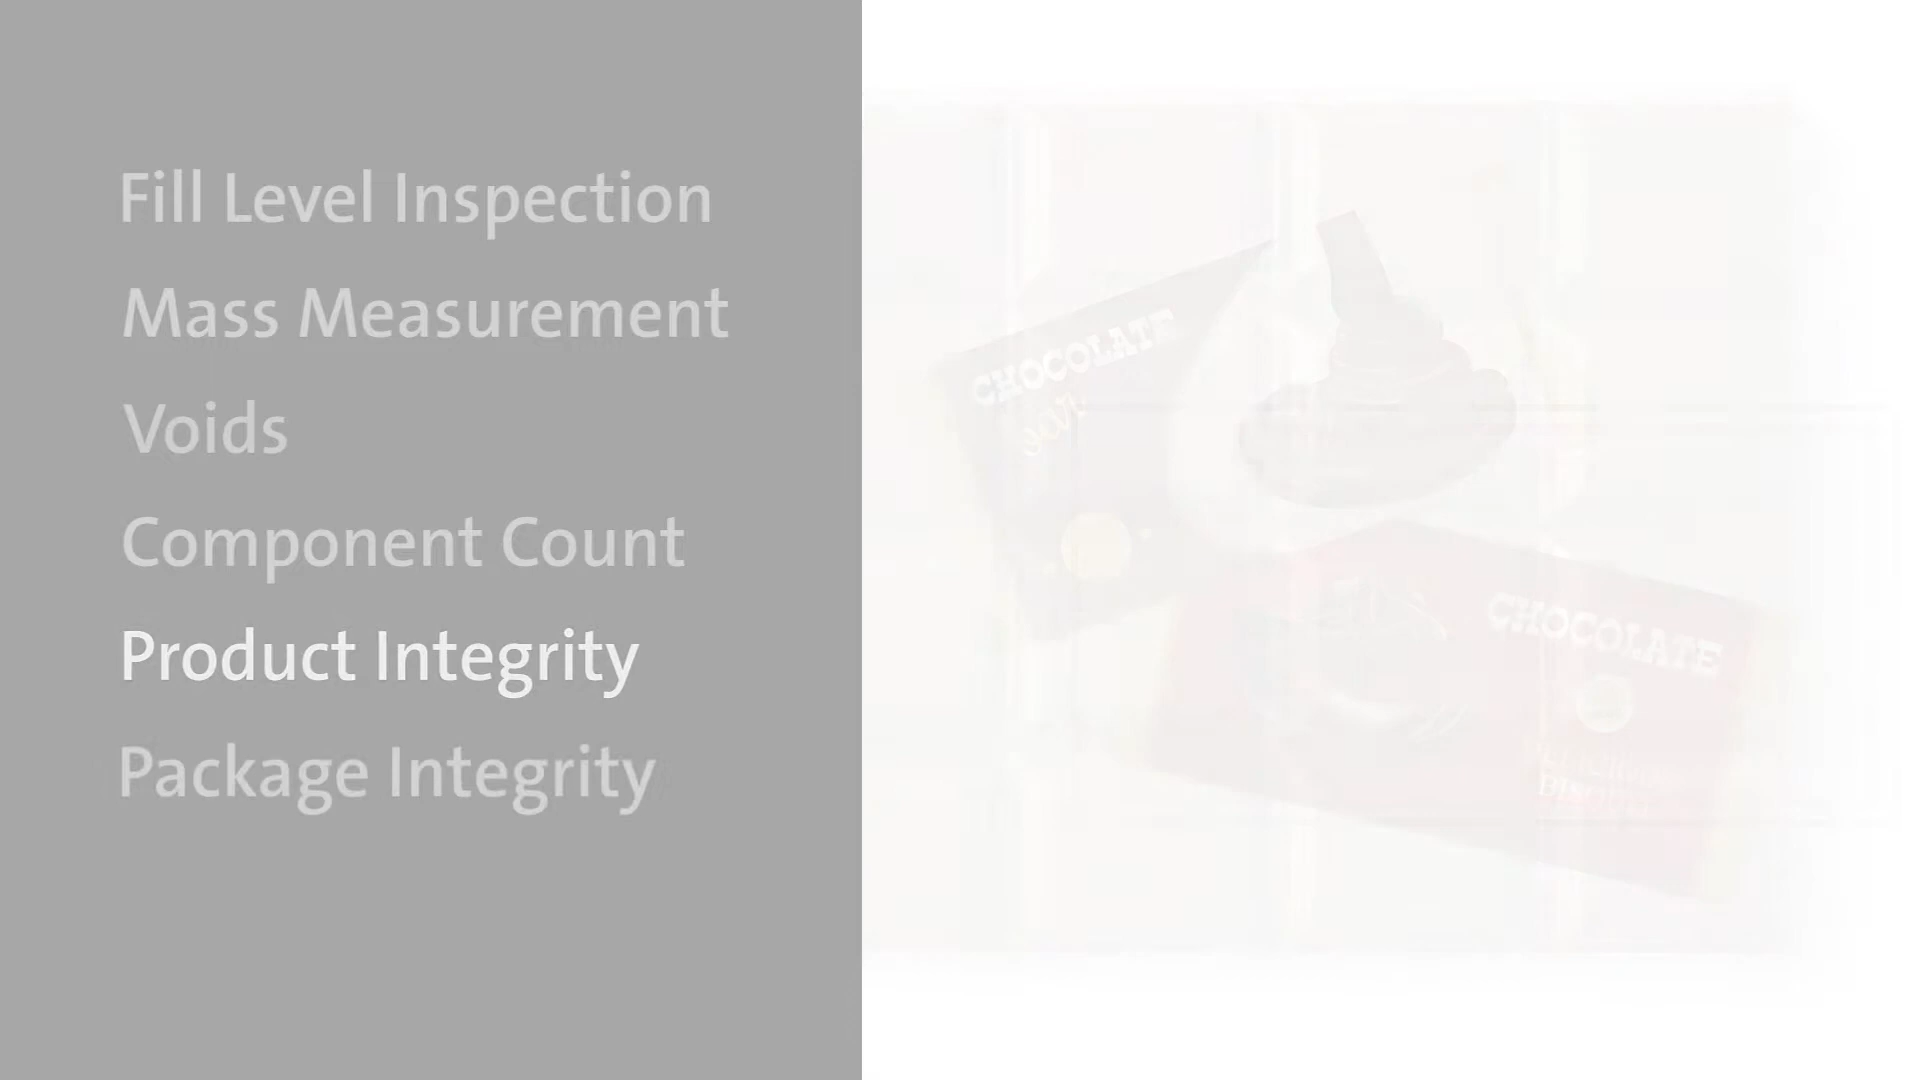 Fill Level Inspection
Mass Measurement
Voids
Component Count
Product Integrity
Package Integrity
CHOCOLATE
CHOCOLATE